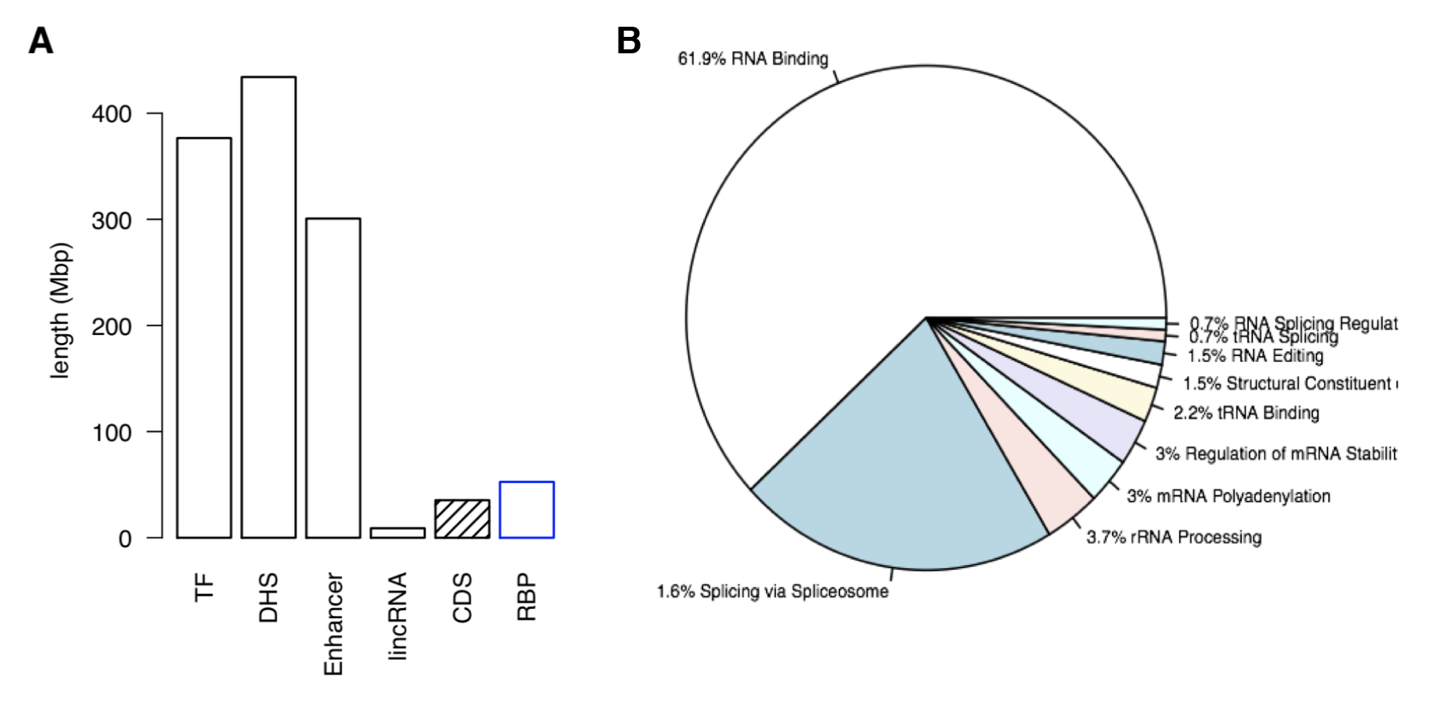 A
B
400
300
200
100
0
length (Mbp)
TF
DHS
Enhancer
lincRNA
CDS
RBP
61.9% RNA Binding
0.7% RNA Splicing Regulat
0.7% tRNA Splicing
1.5% RNA Editing
1.5% Structural Constituent
2.2% tRNA Binding
3% Regulation of mRNA Stabilit
3% mRNA Polyadenylation
3.7% rRNA Processing
1.6% Splicing via Spliceosome